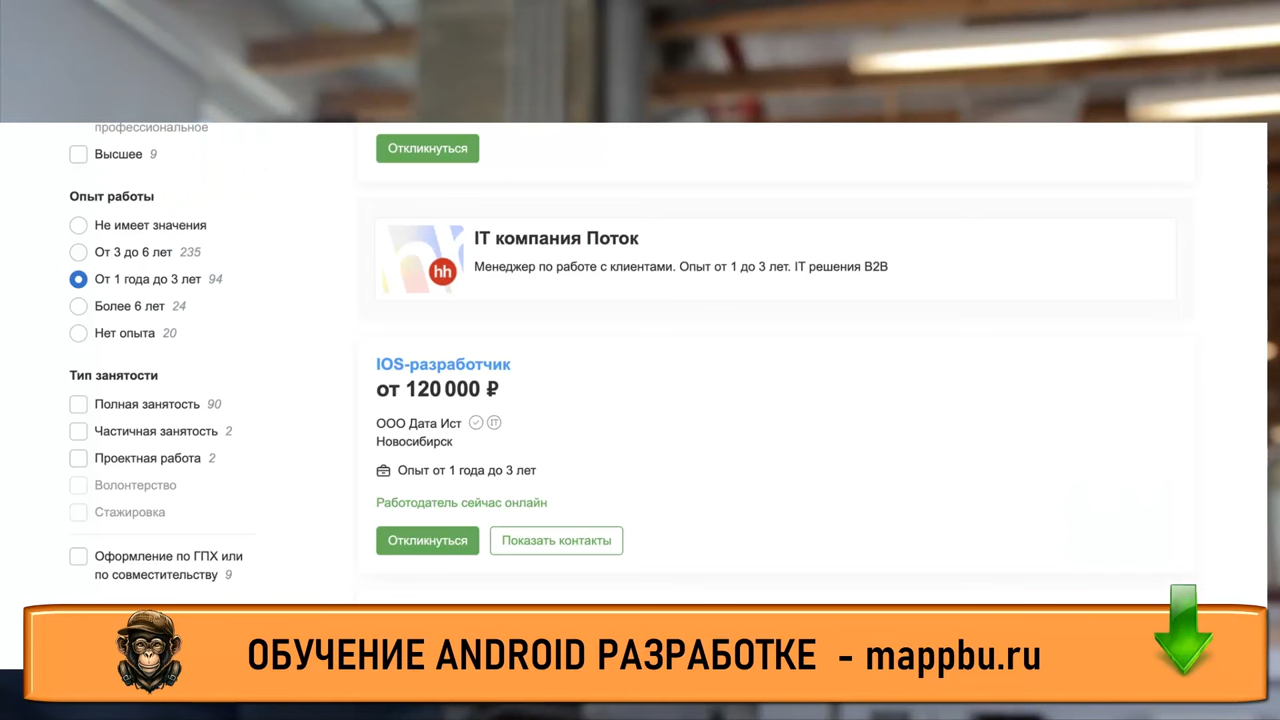 профессиональное
Высшее 9
Опыт работы
Не имеет значения
От 3 до 6 лет 235
От 1 года до 3 лет 94
Более 6 лет 24
Нет опыта 20
Тип занятости
Полная занятость 90
Частичная занятость 2
Проектная работа 2
Волонтерство
Стажировка
Оформление по ГПХ или
по совместительству 9
Откликнуться
hh
IT компания Поток
Менеджер по работе с клиентами. Опыт от 1 до 3 лет. IT решения B2B
IOS-разработчик
от 120 000 ₽
ООО Дата Ист IT
Новосибирск
Опыт от 1 года до 3 лет
Работодатель сейчас онлайн
Откликнуться Показать контакты
ОБУЧЕНИЕ ANDROID РАЗРАБОТКЕ - mappbu.ru